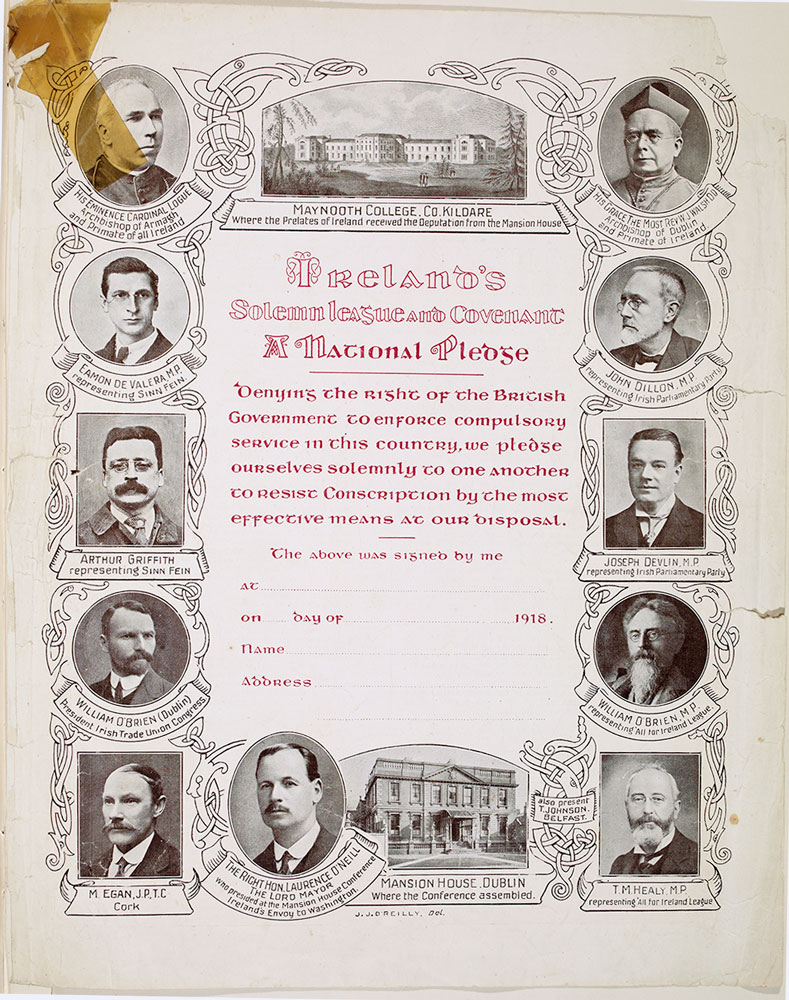 His Eminence Cardinal Logue
Archbishop of Armagh
and Primate of all Ireland
Maynooth College, Co. Kildare
Where the Prelates of Ireland received the Deputation from the Mansion House
His Grace The Most Rev W.J. Walsh D.D
Archbishop of Dublin
and Primate of Ireland
Ireland's
Solemn league and Covenant
A National Pledge
Eamon de Valera, M.P.
representing Sinn Fein
John Dillon, M.P.
representing Irish Parliamentary Party
Denying the right of the British
Government to enforce compulsory
service in this country, we pledge
ourselves solemnly to one another
to resist Conscription by the most
effective means at our disposal.
Arthur Griffith
representing Sinn Fein
Joseph Devlin, M.P.
representing Irish Parliamentary Party
The above was signed by me
at
on day of 1918.
Name
Address
William O'Brien (Dublin)
President Irish Trade Union Congress
William O'Brien, M.P.
representing 'All for Ireland League'
M. Egan, J.P., T.C
Cork
The Right Hon. Laurence O'Neill
The Lord Mayor
who presided at the Mansion House Conference
Ireland's Envoy to Washington.
Mansion House, Dublin
Where the Conference assembled.
also present
T. Johnson,
Belfast.
T.M. Healy, M.P.
representing 'All for Ireland League
J. J. O'Reilly, Del.